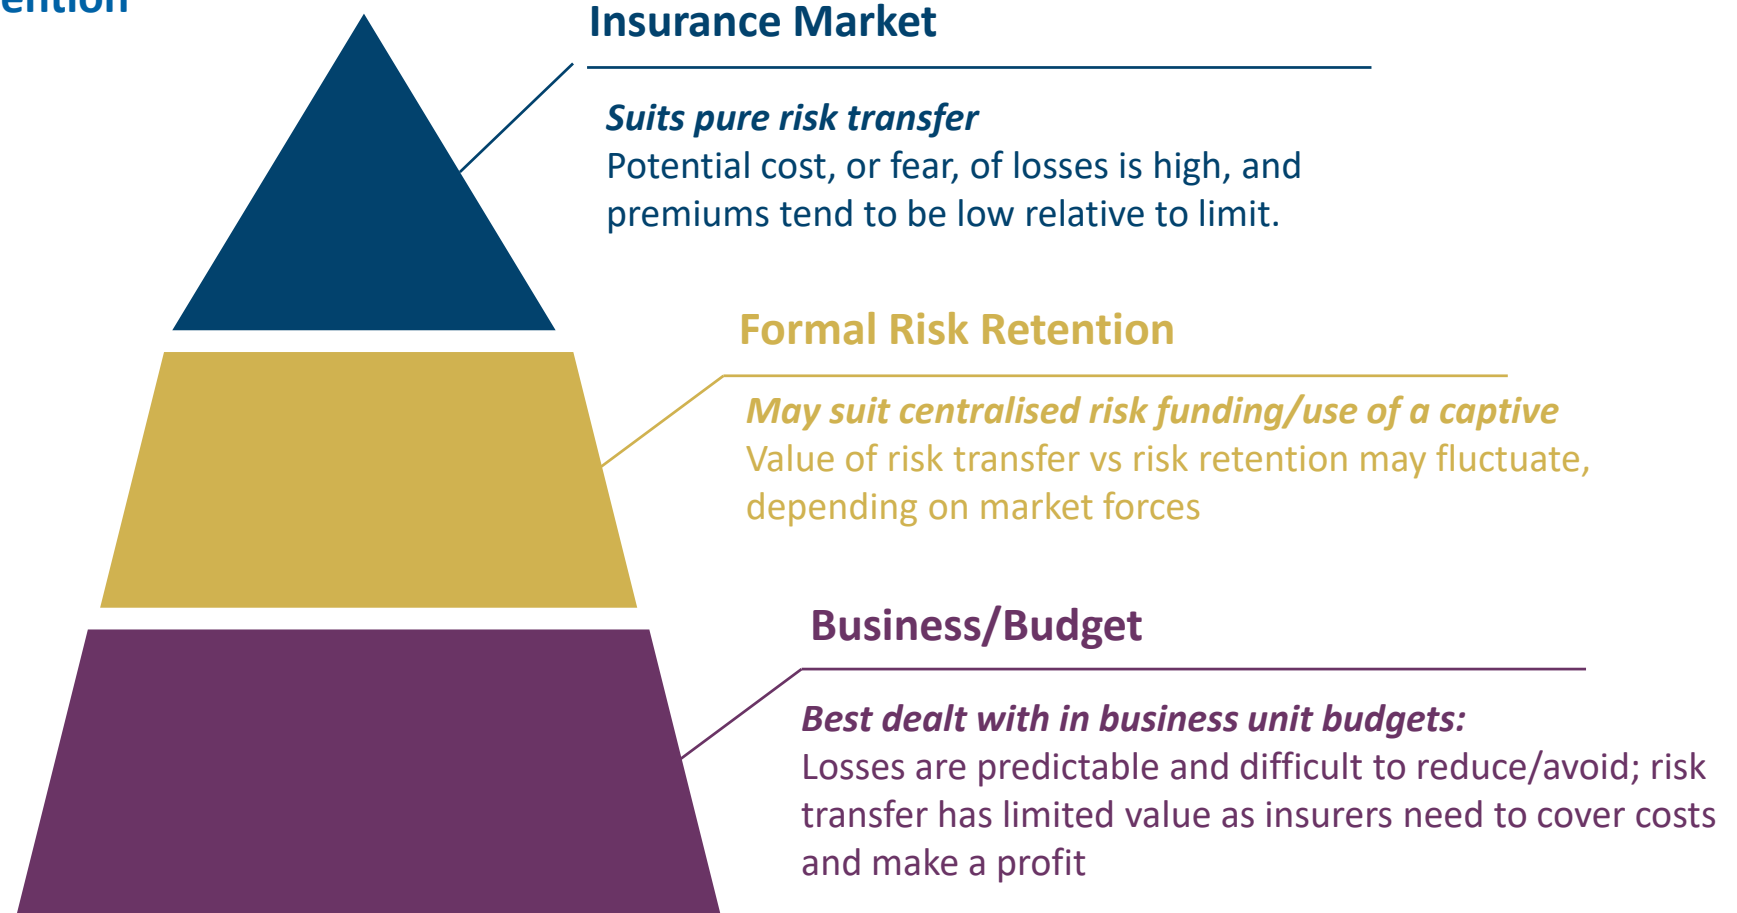 Insurance Market
Suits pure risk transfer
Potential cost, or fear, of losses is high, and
premiums tend to be low relative to limit.
Formal Risk Retention
May suit centralised risk funding/use of a captive
Value of risk transfer vs risk retention may fluctuate,
depending on market forces
Business/Budget
Best dealt with in business unit budgets:
Losses are predictable and difficult to reduce/avoid; risk
transfer has limited value as insurers need to cover costs
and make a profit